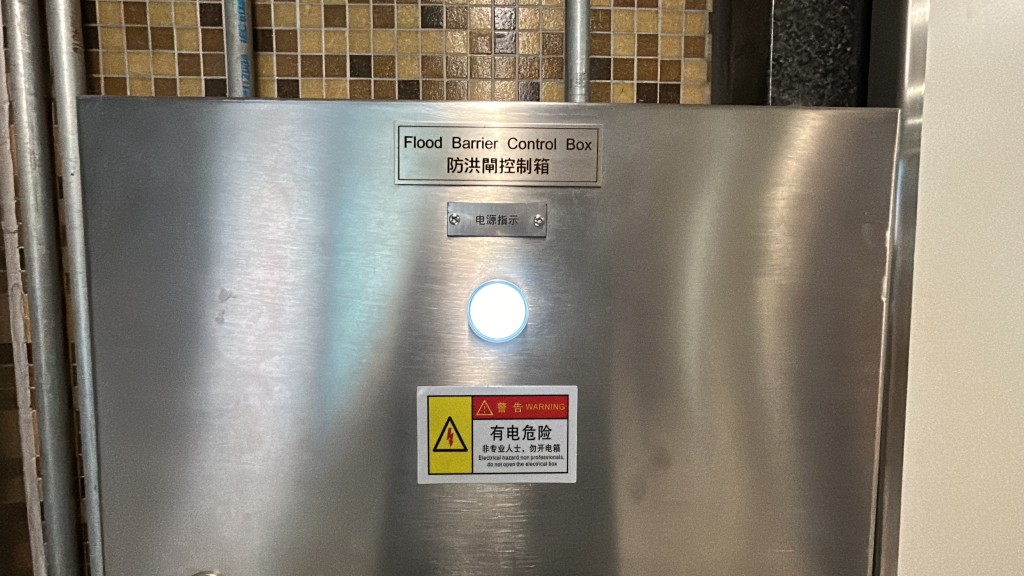 Flood Barrier Control Box
防洪閘控制箱
电源指示
警告 WARNING
有电危险
非专业人士，勿开电箱
Electrical hazard,non professionals,
do not open the electrical box